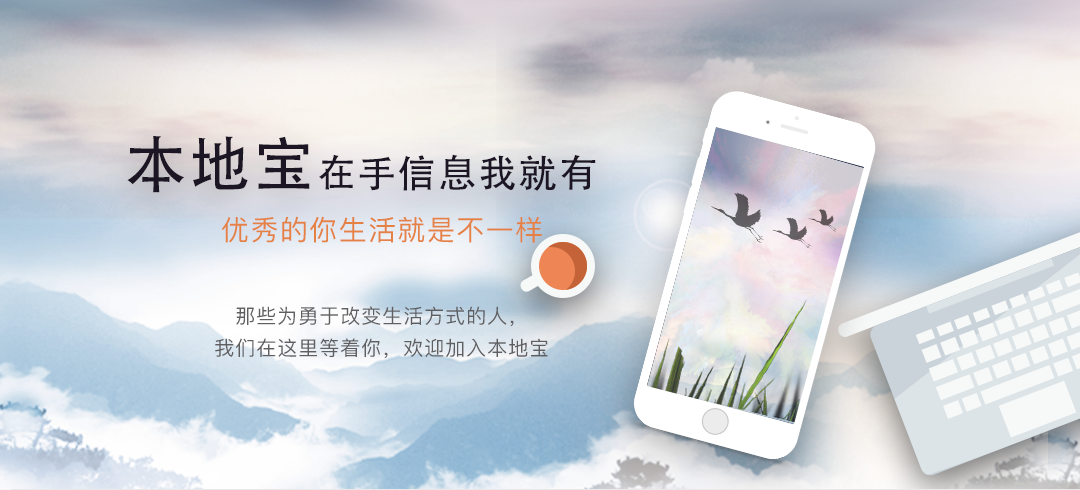 本地宝在手信息我就有
优秀的你生活就是不一样
那些为勇于改变生活方式的人，
我们在这里等着你，欢迎加入本地宝